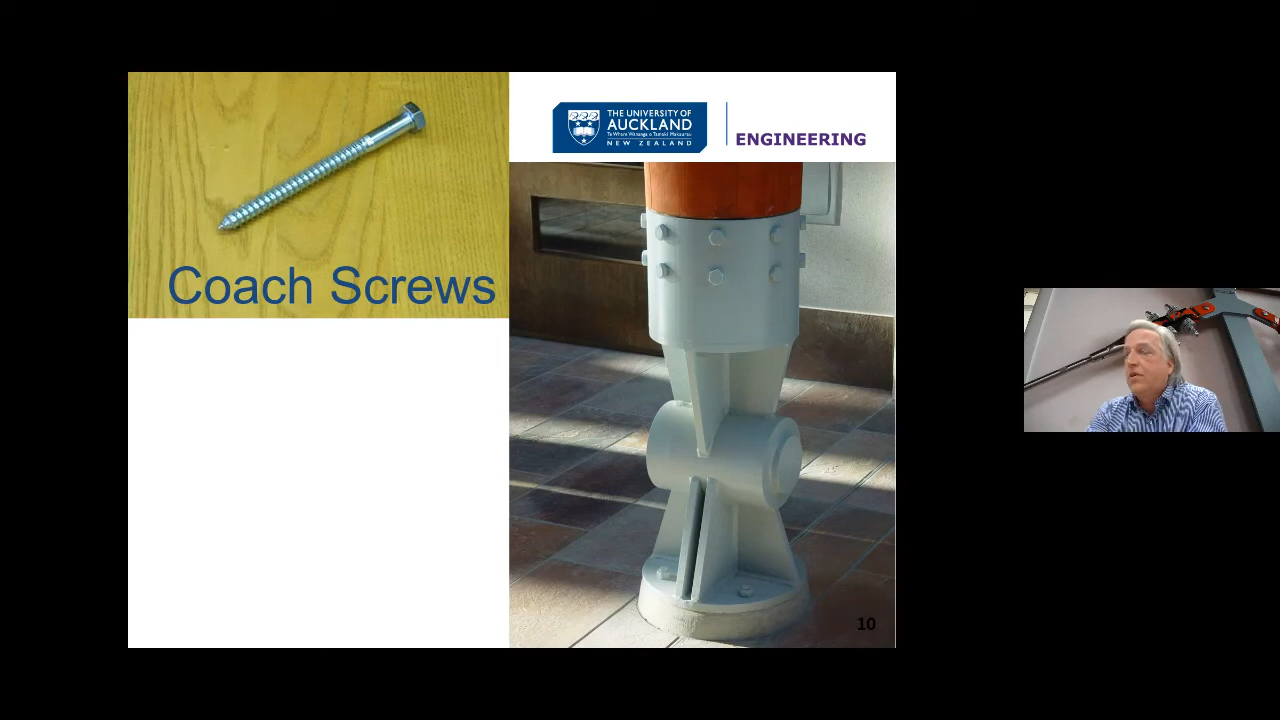 THE UNIVERSITY OF
AUCKLAND
Te Whare Wānanga o Tāmaki Makaurau
NEW ZEALAND
ENGINEERING
Coach Screws
10